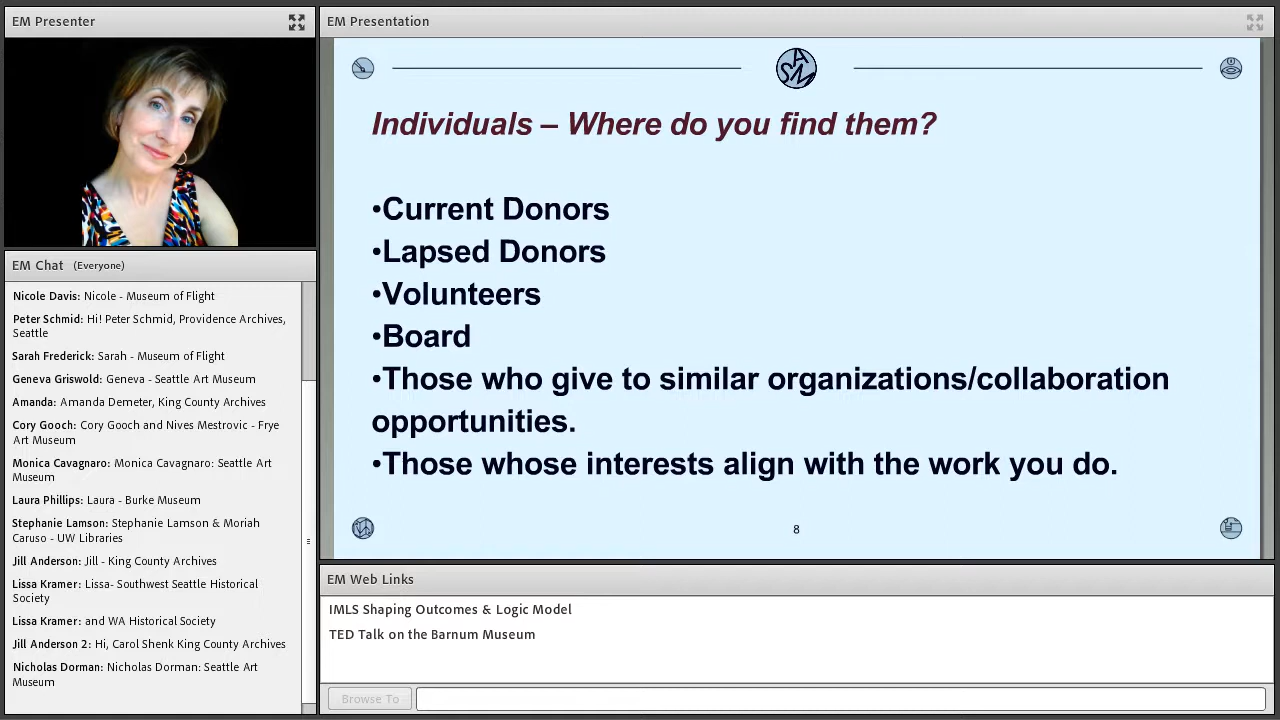 EM Presenter
EM Chat (Everyone)
Nicole Davis: Nicole - Museum of Flight
Peter Schmid: Hi! Peter Schmid, Providence Archives,
Seattle
Sarah Frederick: Sarah - Museum of Flight
Geneva Griswold: Geneva - Seattle Art Museum
Amanda: Amanda Demeter, King County Archives
Cory Gooch: Cory Gooch and Nives Mestrovic - Frye
Art Museum
Monica Cavagnaro: Monica Cavagnaro: Seattle Art
Museum
Laura Phillips: Laura - Burke Museum
Stephanie Lamson: Stephanie Lamson & Moriah
Caruso - UW Libraries
Jill Anderson: Jill - King County Archives
Lissa Kramer: Lissa- Southwest Seattle Historical
Society
Lissa Kramer: and WA Historical Society
Jill Anderson 2: Hi, Carol Shenk King County Archives
Nicholas Dorman: Nicholas Dorman: Seattle Art
Museum
EM Presentation
ASM
Individuals – Where do you find them?
•Current Donors
•Lapsed Donors
•Volunteers
•Board
•Those who give to similar organizations/collaboration
opportunities.
•Those whose interests align with the work you do.
8
EM Web Links
IMLS Shaping Outcomes & Logic Model
TED Talk on the Barnum Museum
Browse To